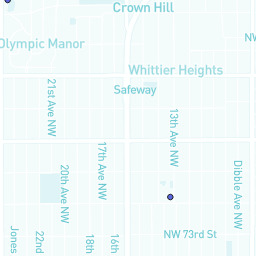 Crown Hill
NW
Olympic Manor
Whittier Heights
Safeway
21st Ave NW
13th Ave NW
17th Ave NW
20th Ave NW
Dibble Ave NW
NW 73rd St
Jones
22nd
18th
16th